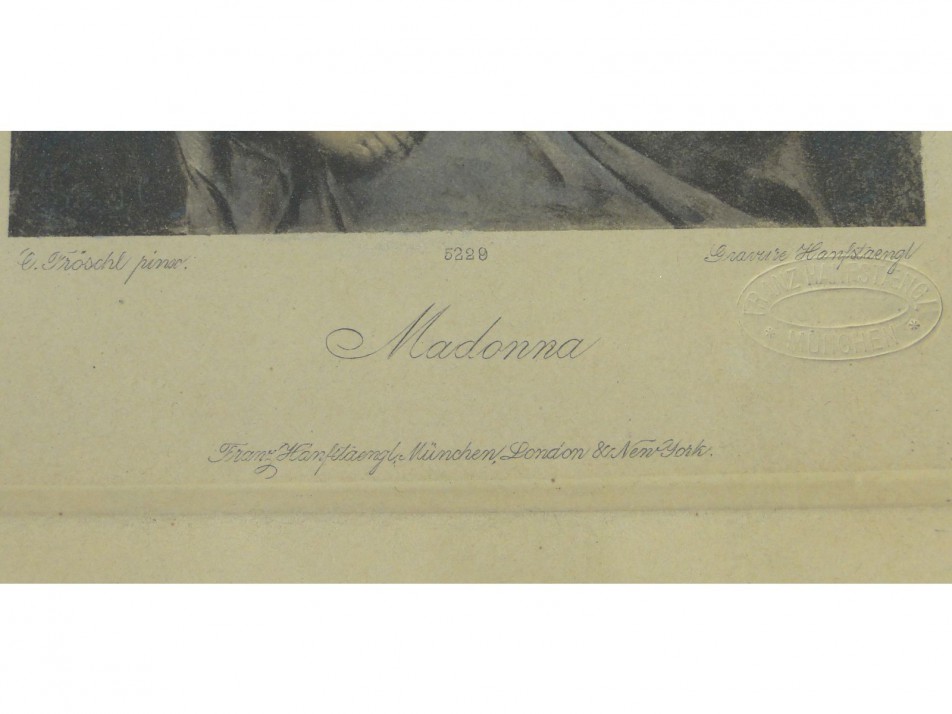 C. Fröschl pinx.
5229
Gravure Hanfstaengl
FRANZ HANFSTAENGL
* MÜNCHEN *
Madonna
Franz Hanfstaengl, München, London & New York.